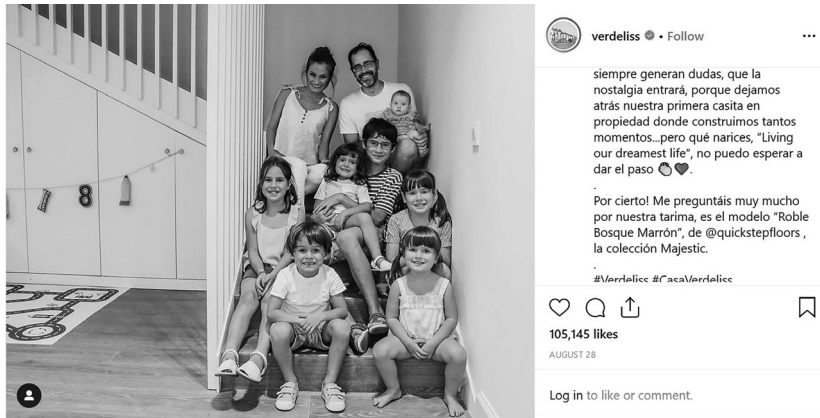 verdeliss • Follow
siempre generan dudas, que la
nostalgia entrará, porque dejamos
atrás nuestra primera casita en
propiedad donde construimos tantos
momentos...pero qué narices, “Living
our dreamest life”, no puedo esperar a
dar el paso
.
Por cierto! Me preguntáis muy mucho
por nuestra tarima, es el modelo “Roble
Bosque Marrón”, de @quickstepfloors ,
la colección Majestic.
.
#Verdeliss #CasaVerdeliss
105,145 likes
AUGUST 28
Log in to like or comment.